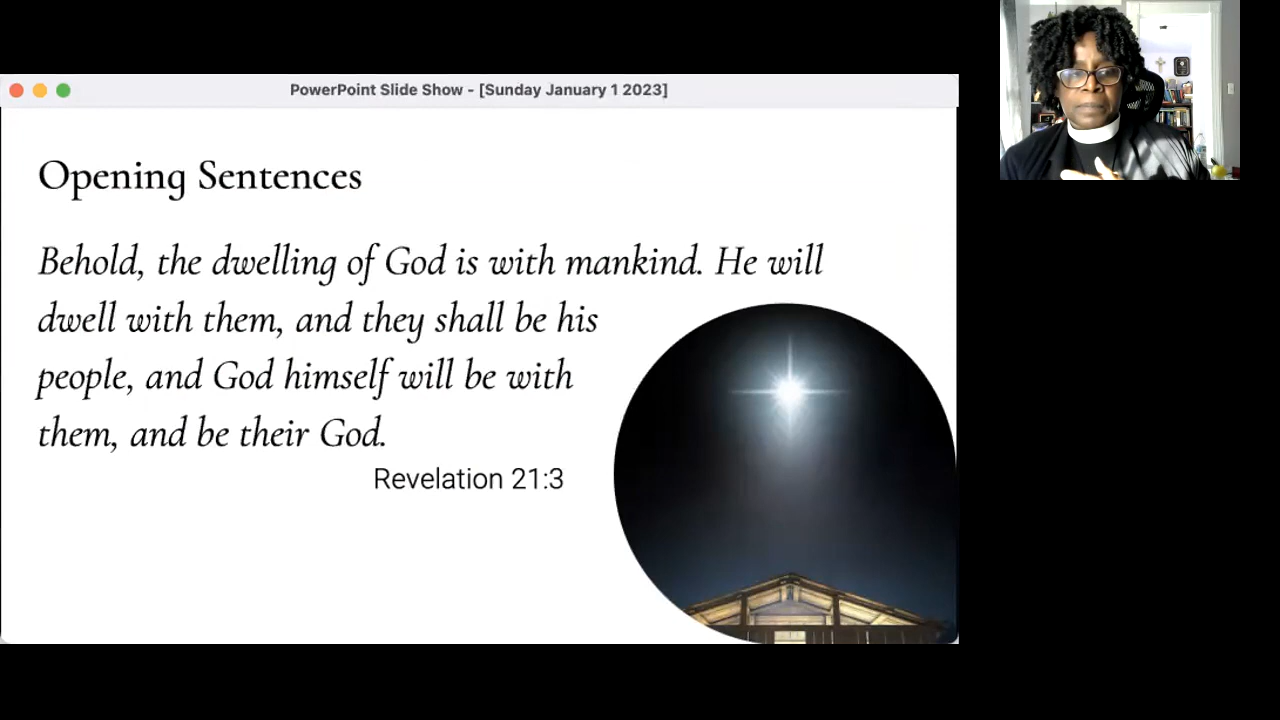 PowerPoint Slide Show - [Sunday January 1 2023]
Opening Sentences
Behold, the dwelling of God is with mankind. He will
dwell with them, and they shall be his
people, and God himself will be with
them, and be their God.
Revelation 21:3